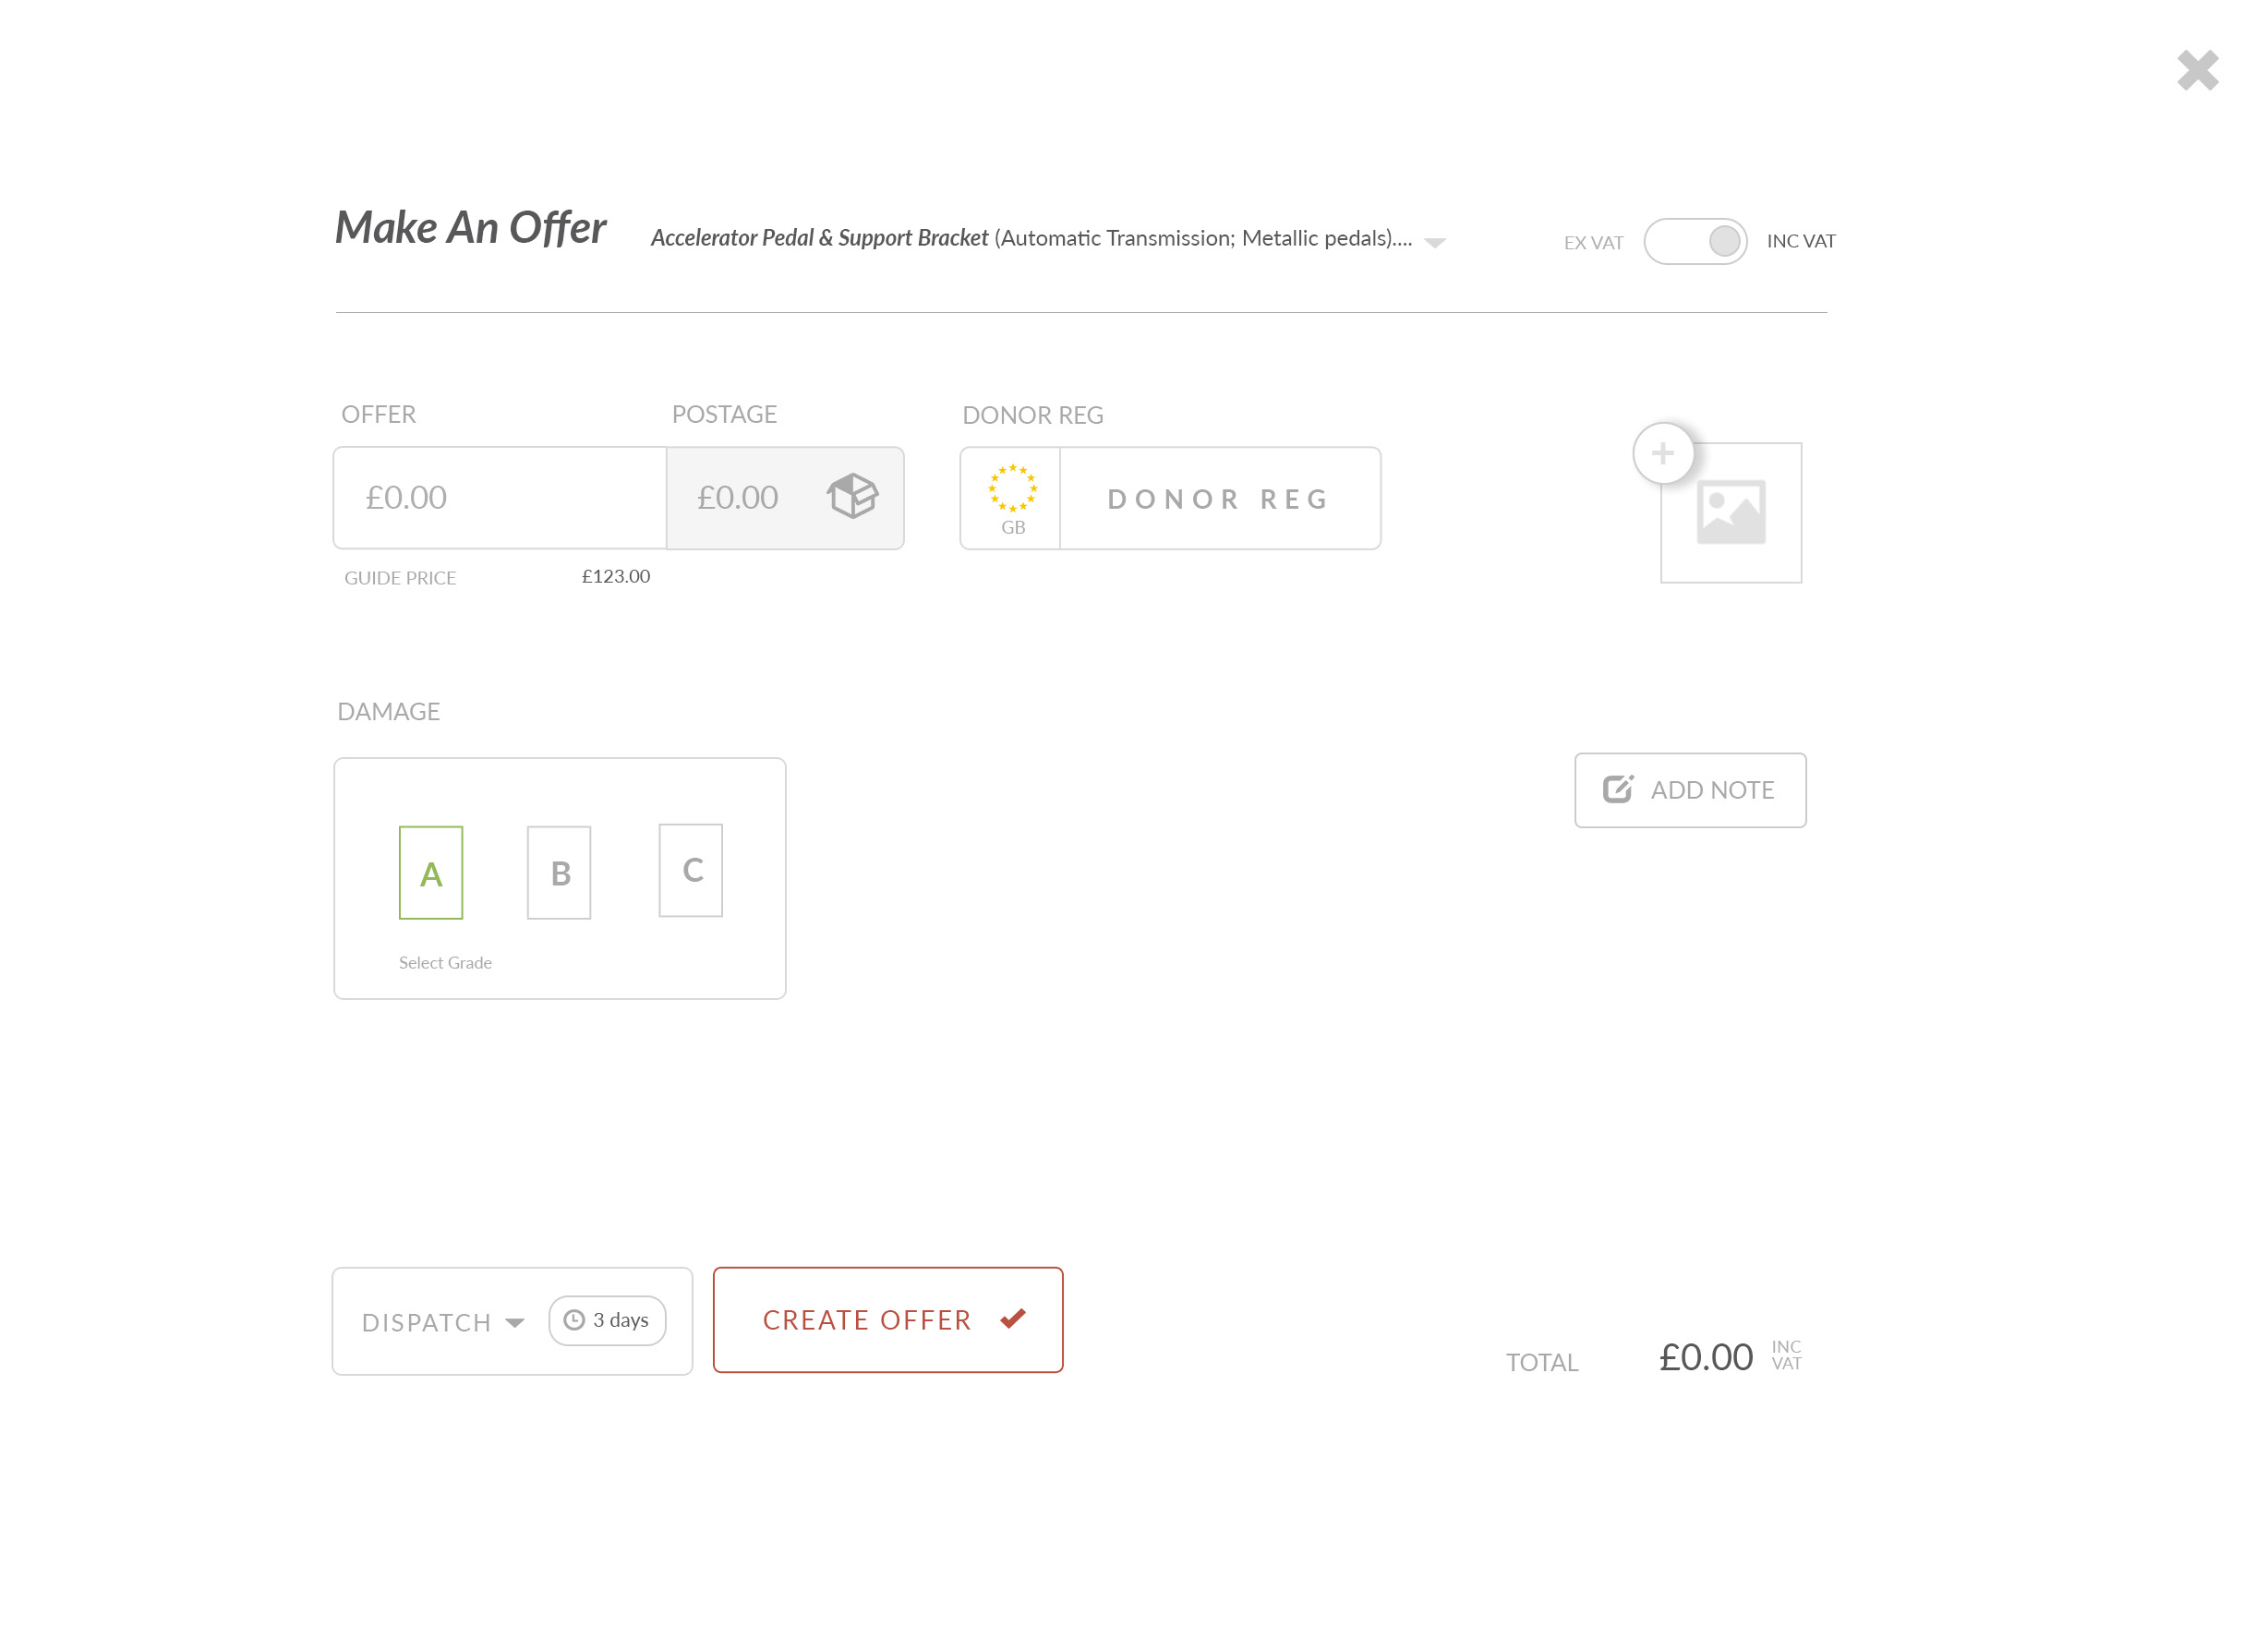 Make An Offer
Accelerator Pedal & Support Bracket (Automatic Transmission; Metallic pedals)....
EX VAT
INC VAT
OFFER
POSTAGE
DONOR REG
£0.00
£0.00
GB
DONOR REG
GUIDE PRICE
£123.00
DAMAGE
ADD NOTE
A
B
C
Select Grade
DISPATCH
3 days
CREATE OFFER
TOTAL
£0.00
INC
VAT